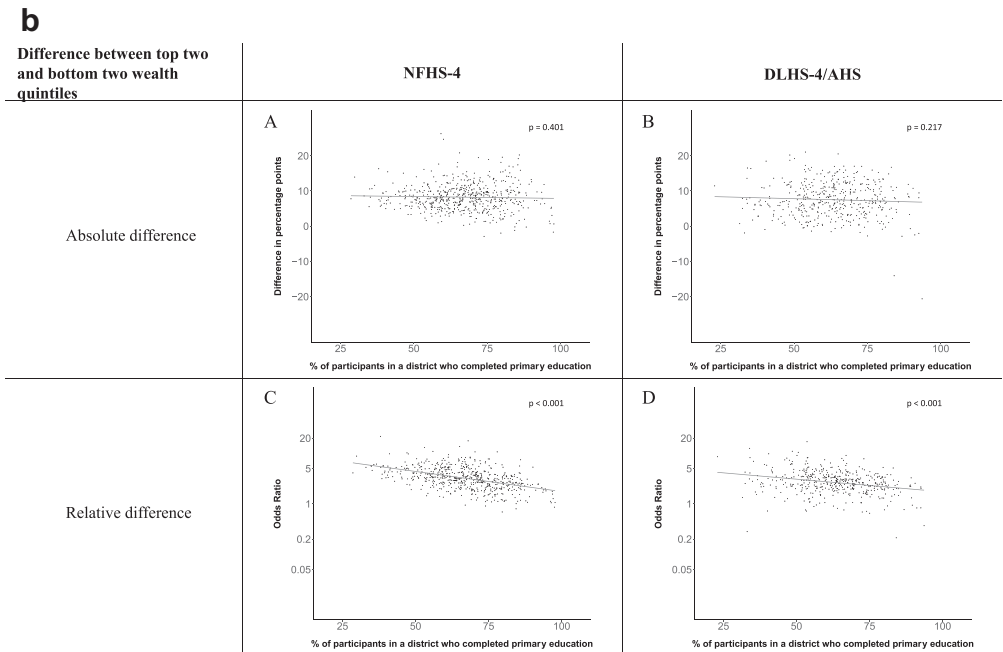 b
Difference between top two
and bottom two wealth
quintiles
NFHS-4
DLHS-4/AHS
Absolute difference
A
p = 0.401
Difference in percentage points
20
10
0
−10
−20
25 50 75 100
% of participants in a district who completed primary education
B
p = 0.217
Difference in percentage points
20
10
0
−10
−20
25 50 75 100
% of participants in a district who completed primary education
Relative difference
C
p < 0.001
Odds Ratio
20
5
1
0.2
0.05
25 50 75 100
% of participants in a district who completed primary education
D
p < 0.001
Odds Ratio
20
5
1
0.2
0.05
25 50 75 100
% of participants in a district who completed primary education